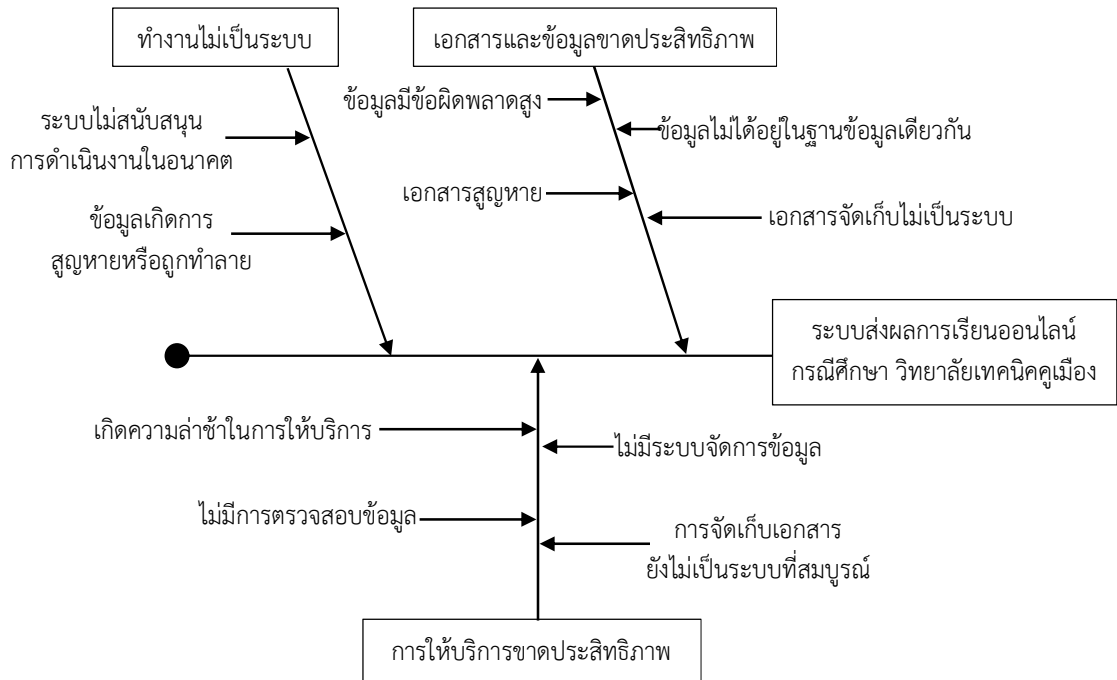 ทำงานไม่เป็นระบบ
เอกสารและข้อมูลขาดประสิทธิภาพ
ข้อมูลมีข้อผิดพลาดสูง
ระบบไม่สนับสนุน
การดำเนินงานในอนาคต
ข้อมูลไม่ได้อยู่ในฐานข้อมูลเดียวกัน
เอกสารสูญหาย
ข้อมูลเกิดการ
สูญหายหรือถูกทำลาย
เอกสารจัดเก็บไม่เป็นระบบ
ระบบส่งผลการเรียนออนไลน์
กรณีศึกษา วิทยาลัยเทคนิคคูเมือง
เกิดความล่าช้าในการให้บริการ
ไม่มีระบบจัดการข้อมูล
ไม่มีการตรวจสอบข้อมูล
การจัดเก็บเอกสาร
ยังไม่เป็นระบบที่สมบูรณ์
การให้บริการขาดประสิทธิภาพ